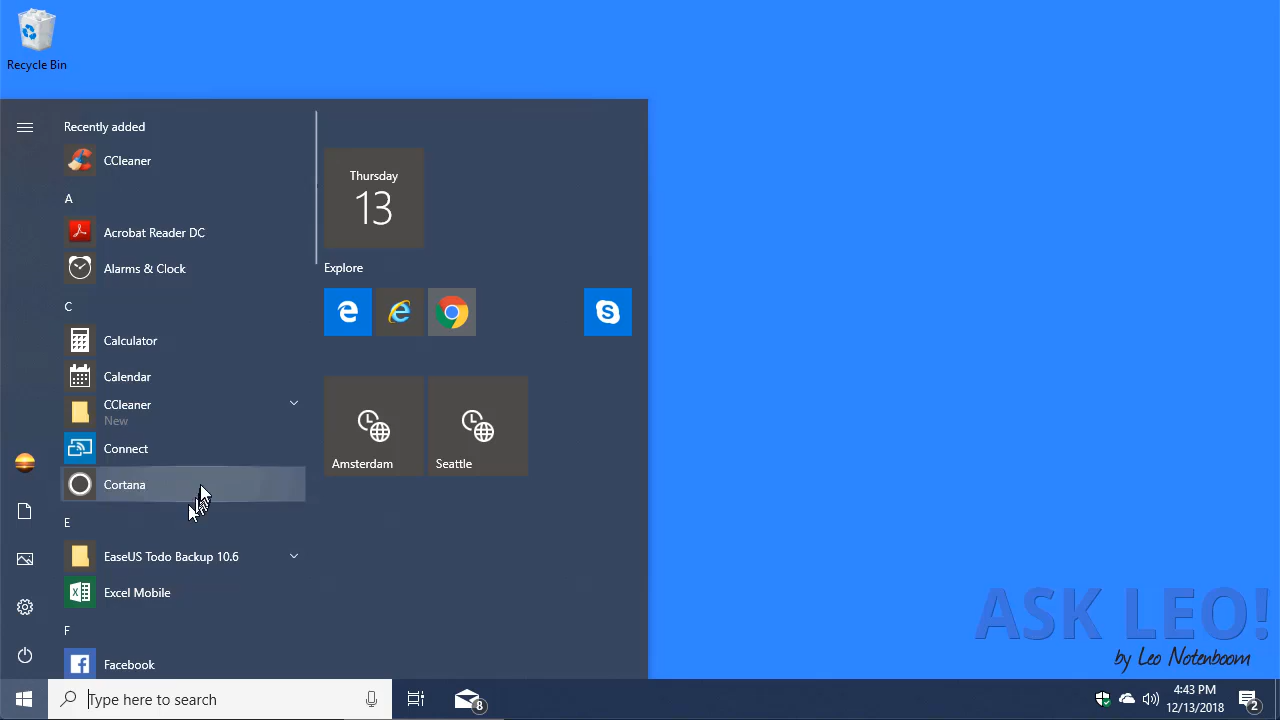 Recycle Bin
Recently added
CCleaner
A
Acrobat Reader DC
Alarms & Clock
C
Calculator
Calendar
CCleaner
New
Connect
Cortana
E
EaseUS Todo Backup 10.6
Excel Mobile
F
Facebook
Thursday
13
Explore
Amsterdam
Seattle
ASK LEO!
by Leo Notenboom
Type here to search
8
4:43 PM
12/13/2018
2